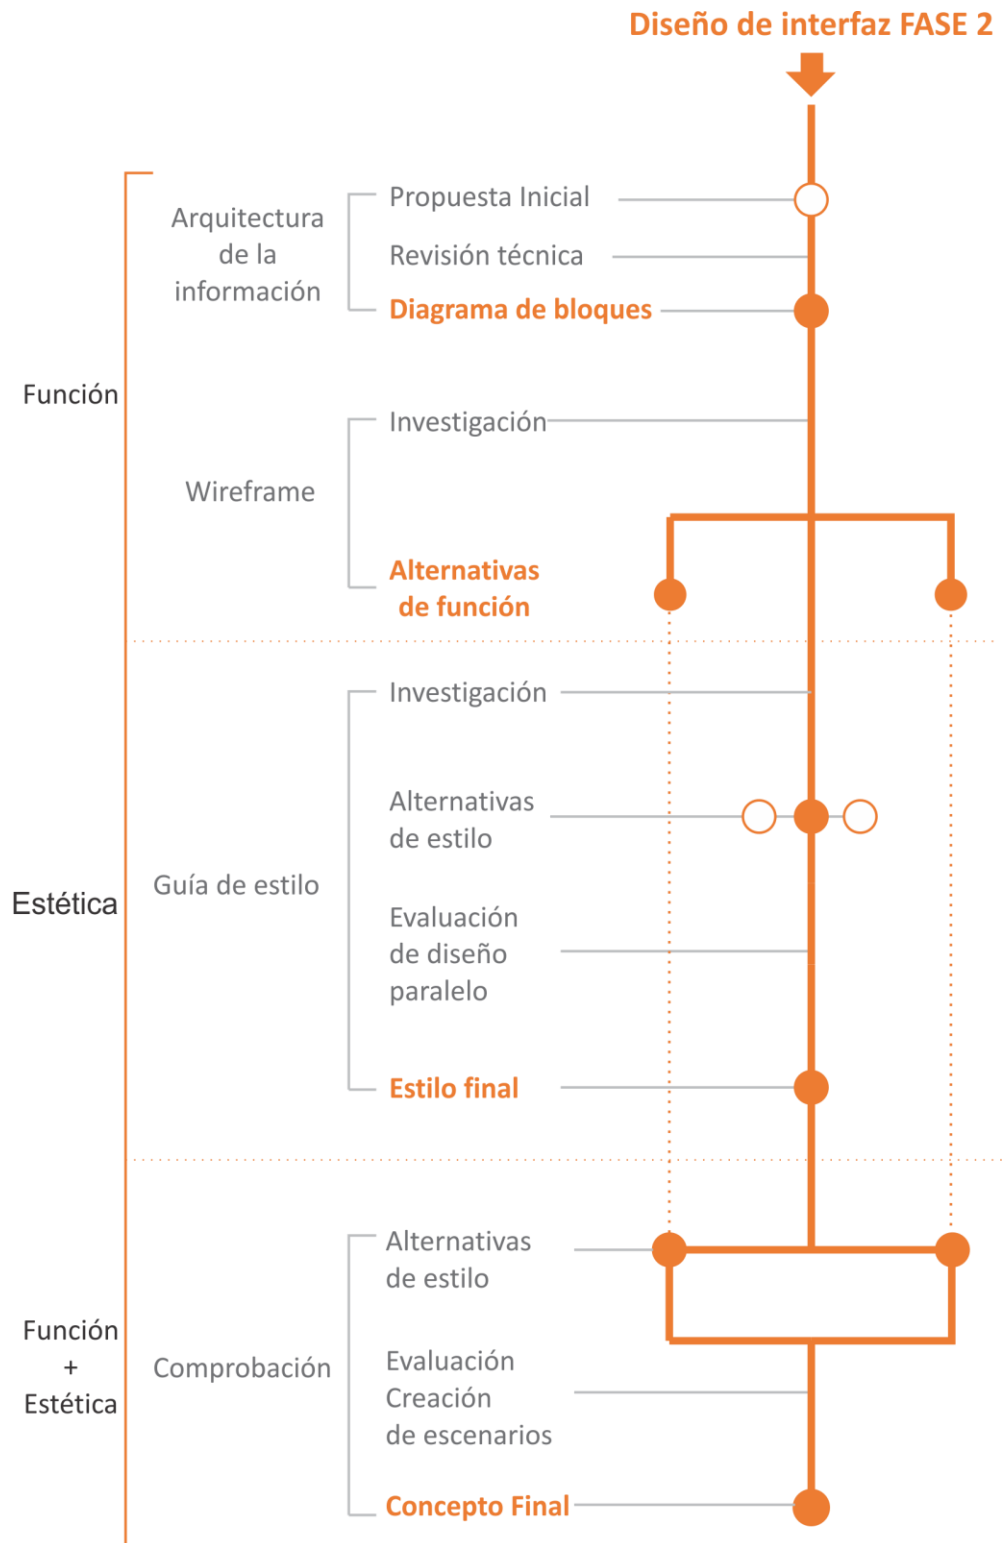 Diseño de interfaz FASE 2
Función
Arquitectura
de la
información
Propuesta Inicial
Revisión técnica
Diagrama de bloques
Wireframe
Investigación
Alternativas
de función
Estética
Guía de estilo
Investigación
Alternativas
de estilo
Evaluación
de diseño
paralelo
Estilo final
Función
+
Estética
Comprobación
Alternativas
de estilo
Evaluación
Creación
de escenarios
Concepto Final